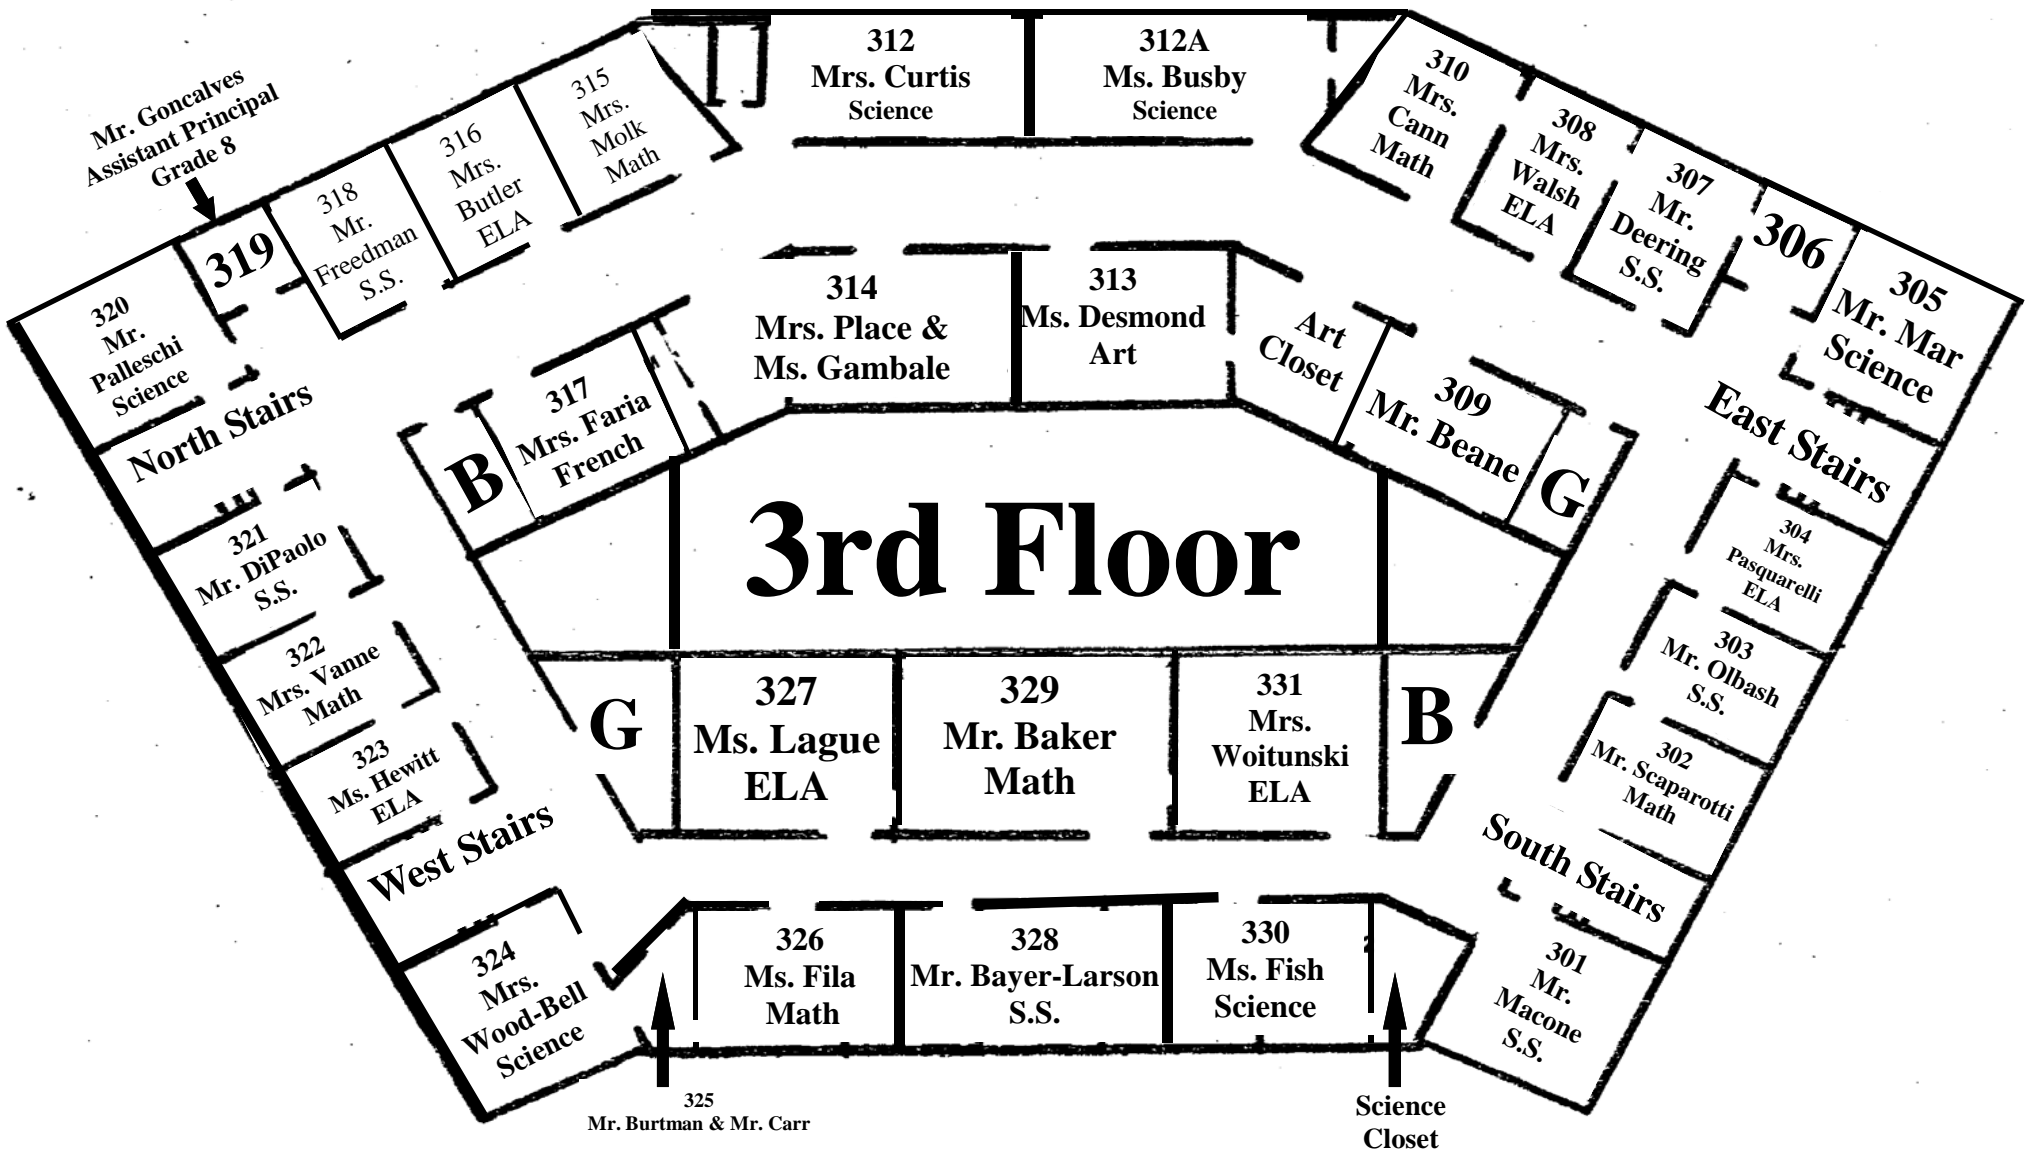 312
Mrs. Curtis
Science
312A
Ms. Busby
Science
310
Mrs.
Cann
Math
308
Mrs.
Walsh
ELA
307
Mr.
Deering
S.S.
306
305
Mr. Mar
Science
315
Mrs.
Molk
Math
316
Mrs.
Butler
ELA
318
Mr.
Freedman
S.S.
Mr. Goncalves
Assistant Principal
Grade 8
319
320
Mr.
Palleschi
Science
North Stairs
314
Mrs. Place &
Ms. Gambale
313
Ms. Desmond
Art
Art
Closet
309
Mr. Beane
G
East Stairs
B
317
Mrs. Faria
French
3rd Floor
321
Mr. DiPaolo
S.S.
322
Mrs. Vanne
Math
323
Ms. Hewitt
ELA
West Stairs
324
Mrs.
Wood-Bell
Science
304
Mrs.
Pasquarelli
ELA
303
Mr. Olbash
S.S.
302
Mr. Scaparotti
Math
South Stairs
301
Mr.
Macone
S.S.
G
327
Ms. Lague
ELA
329
Mr. Baker
Math
331
Mrs.
Woitunski
ELA
B
326
Ms. Fila
Math
328
Mr. Bayer-Larson
S.S.
330
Ms. Fish
Science
325
Mr. Burtman & Mr. Carr
Science
Closet